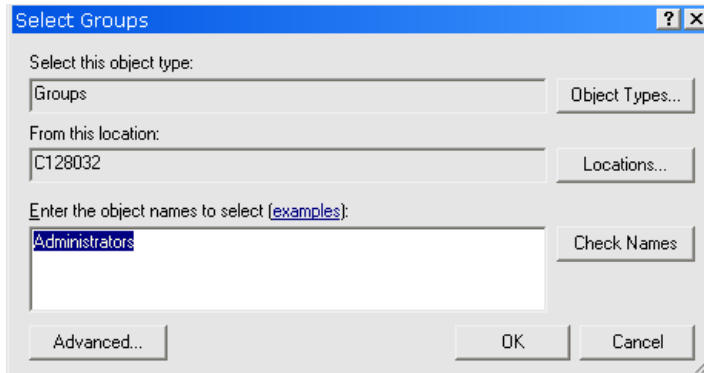 Select Groups
Select this object type:
Groups
Object Types...
From this location:
C128032
Locations...
Enter the object names to select (examples):
Administrators
Check Names
Advanced...
OK
Cancel